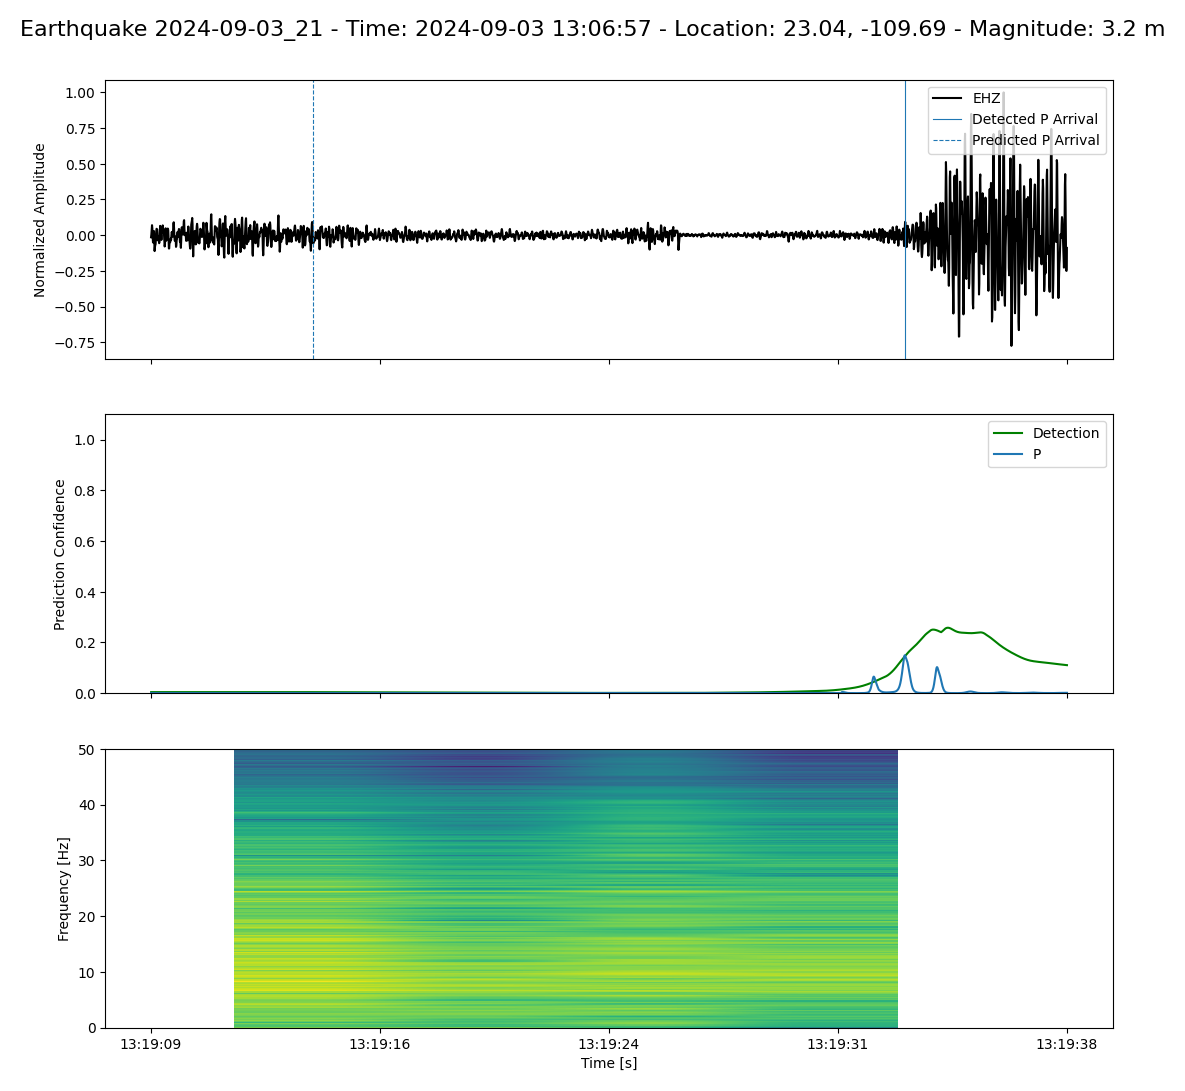 Earthquake 2024-09-03_21 - Time: 2024-09-03 13:06:57 - Location: 23.04, -109.69 - Magnitude: 3.2 m
1.00
0.75
0.50
0.25
0.00
−0.25
−0.50
−0.75
Normalized Amplitude
EHZ
Detected P Arrival
Predicted P Arrival
1.0
0.8
0.6
0.4
0.2
0.0
Prediction Confidence
Detection
P
50
40
30
20
10
0
Frequency [Hz]
13:19:09
13:19:16
13:19:24
13:19:31
13:19:38
Time [s]